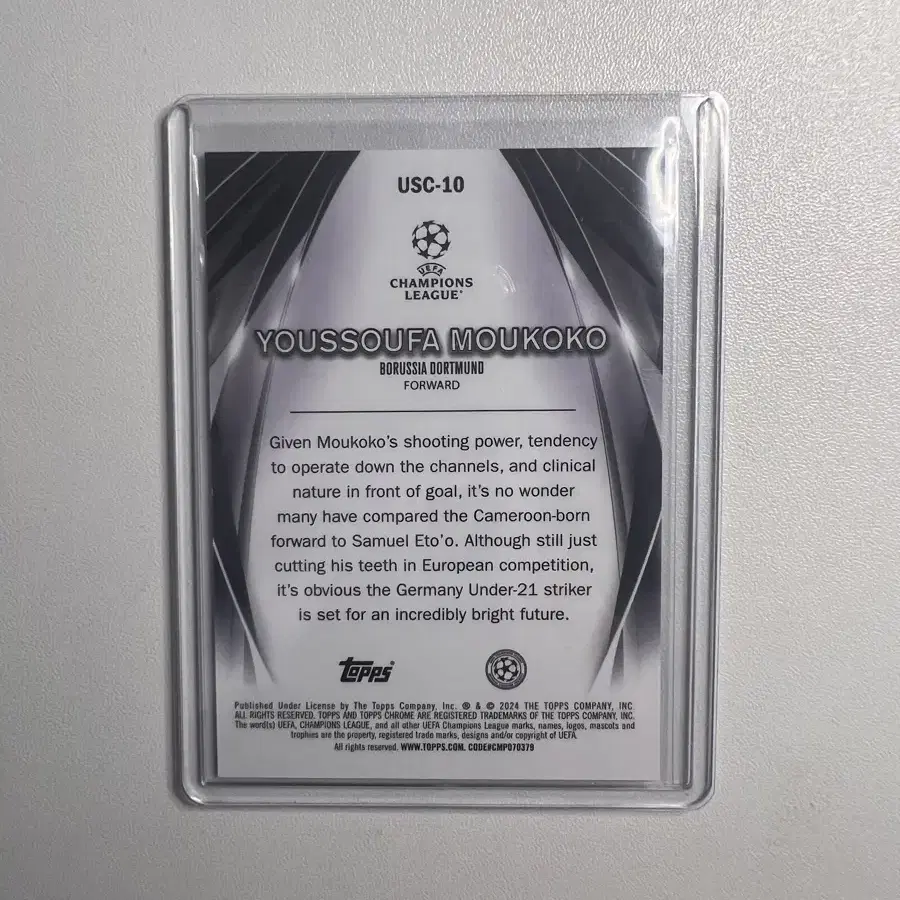 USC-10
UEFA
CHAMPIONS
LEAGUE®
YOUSSOUFA MOUKOKO
BORUSSIA DORTMUND
FORWARD
Given Moukoko's shooting power, tendency
to operate down the channels, and clinical
nature in front of goal, it's no wonder
many have compared the Cameroon-born
forward to Samuel Eto'o. Although still just
cutting his teeth in European competition,
it's obvious the Germany Under-21 striker
is set for an incredibly bright future.
topps®
Published Under License by The Topps Company, Inc. ® & © 2024 THE TOPPS COMPANY, INC.
ALL RIGHTS RESERVED. TOPPS AND TOPPS CHROME ARE REGISTERED TRADEMARKS OF THE TOPPS COMPANY, INC.
The word(s) UEFA, CHAMPIONS LEAGUE, and all other UEFA Champions League marks, names, logos, mascots and
trophies are the property, registered trade marks, designs and/or copyright of UEFA.
All rights reserved. WWW.TOPPS.COM. CODE#CMP070379